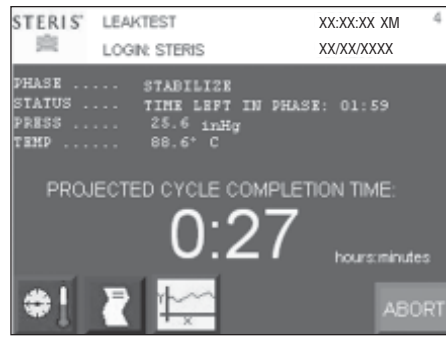 STERIS® LEAKTEST XX:XX:XX XM 4
LOGIN: STERIS XX/XX/XXXX
PHASE ..... STABILIZE
STATUS .... TIME LEFT IN PHASE: 01:59
PRESS ..... 25.6 inHg
TEMP ...... 88.6° C
PROJECTED CYCLE COMPLETION TIME:
0:27
hours:minutes
Y
X
ABORT